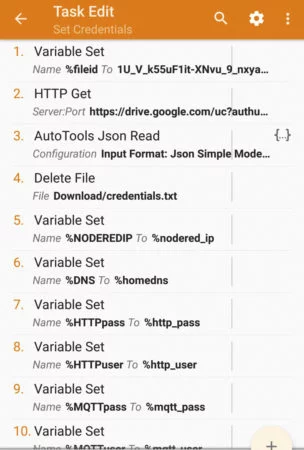 Task Edit
Set Credentials
1. Variable Set
Name %fileid To 1U_V_k55uF1it-XNvu_9_nxya...
2. HTTP Get
Server:Port https://drive.google.com/uc?authu...
3. AutoTools Json Read
{...}
Configuration Input Format: Json Simple Mode...
4. Delete File
File Download/credentials.txt
5. Variable Set
Name %NODEREDIP To %nodered_ip
6. Variable Set
Name %DNS To %homedns
7. Variable Set
Name %HTTPpass To %http_pass
8. Variable Set
Name %HTTPuser To %http_user
9. Variable Set
Name %MQTTpass To %mqtt_pass
10. Variable Set
Name %MQTTuser To %mqtt_user